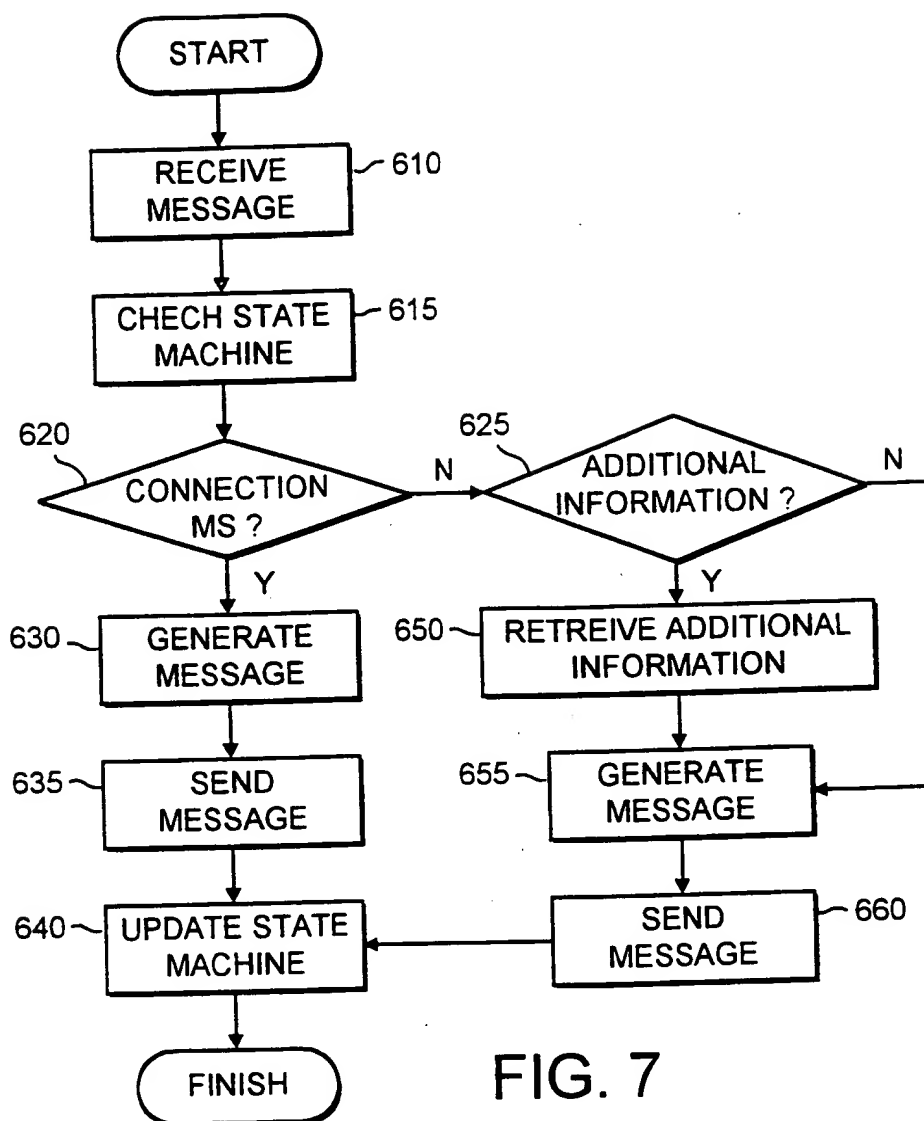 START
RECEIVE
MESSAGE
610
CHECH STATE
MACHINE
615
620
CONNECTION
MS ?
N
625
ADDITIONAL
INFORMATION ?
N
Y
Y
630
GENERATE
MESSAGE
650
RETREIVE ADDITIONAL
INFORMATION
635
SEND
MESSAGE
655
GENERATE
MESSAGE
640
UPDATE STATE
MACHINE
SEND
MESSAGE
660
FINISH
FIG. 7